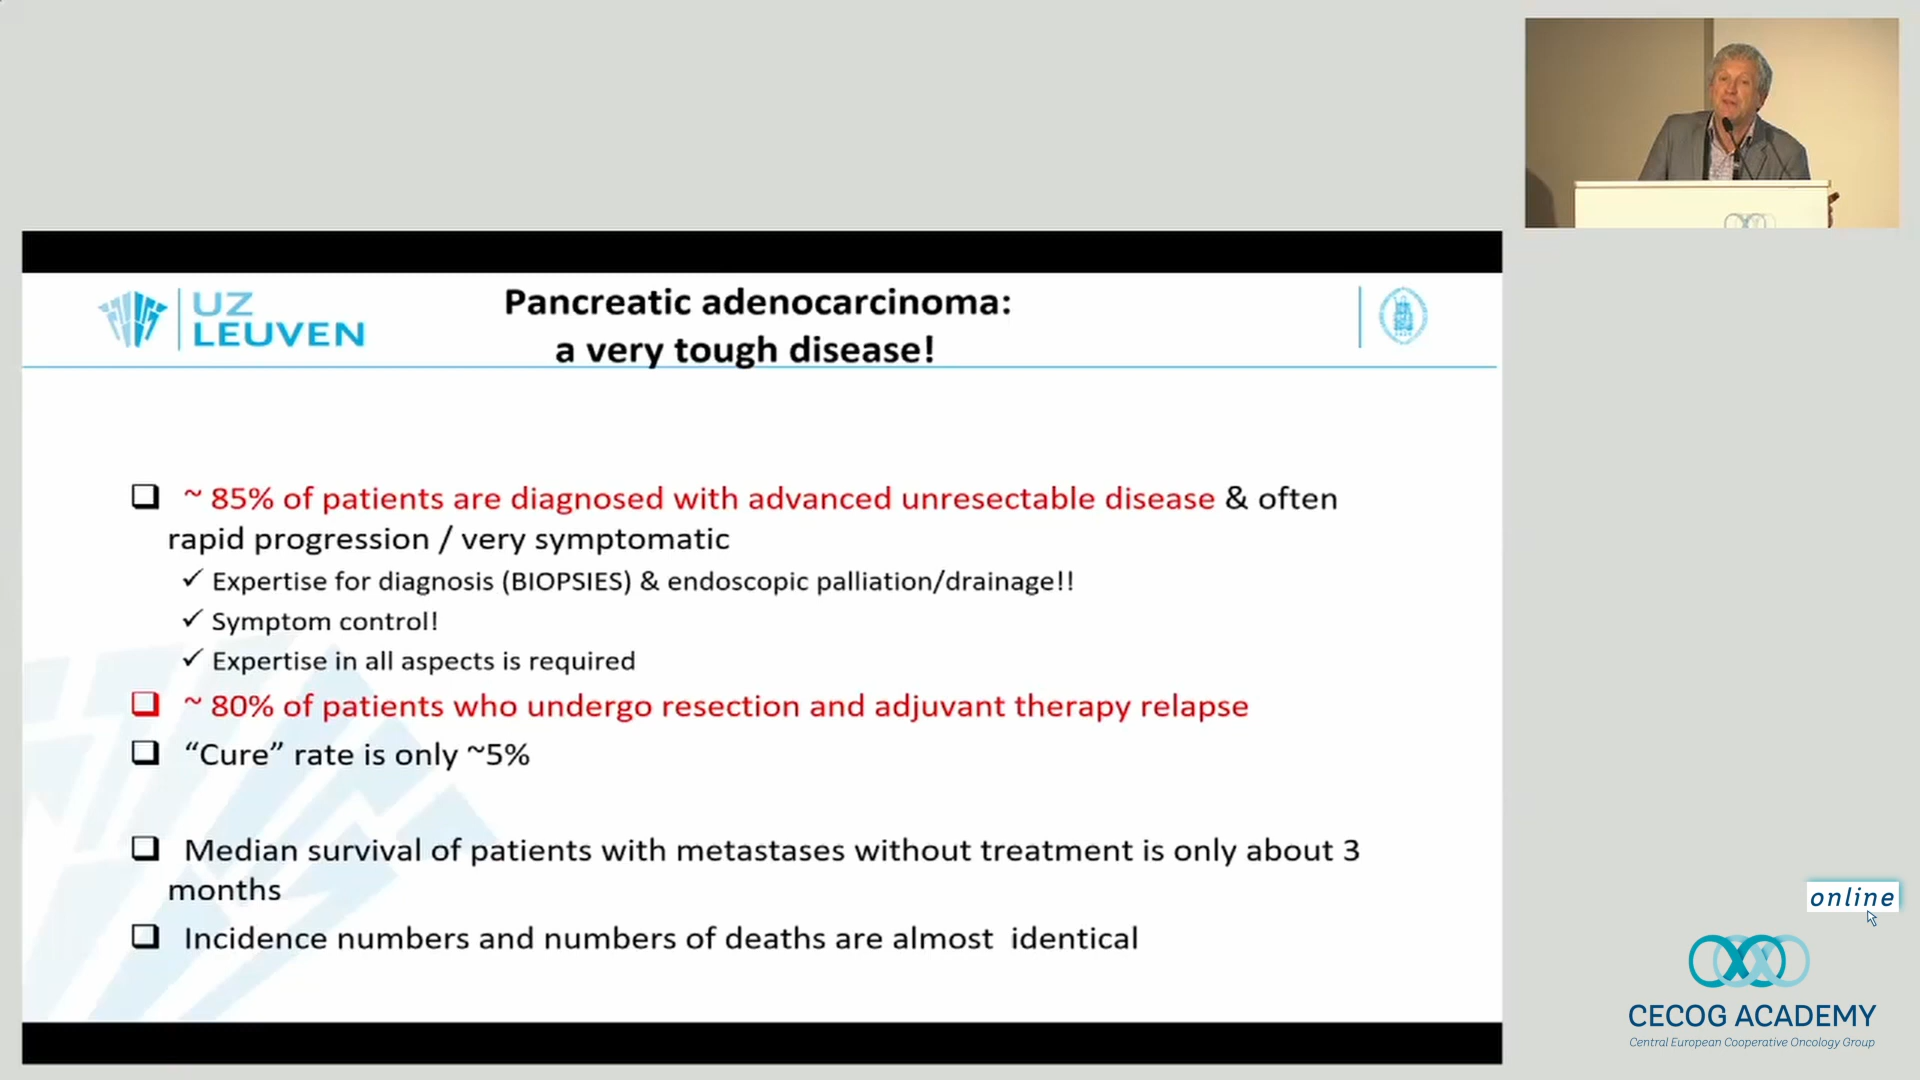 UZ
LEUVEN
Pancreatic adenocarcinoma:
a very tough disease!
❑ ~ 85% of patients are diagnosed with advanced unresectable disease & often
rapid progression / very symptomatic
✓ Expertise for diagnosis (BIOPSIES) & endoscopic palliation/drainage!!
✓ Symptom control!
✓ Expertise in all aspects is required
❑ ~ 80% of patients who undergo resection and adjuvant therapy relapse
❑ “Cure” rate is only ~5%
❑ Median survival of patients with metastases without treatment is only about 3
months
❑ Incidence numbers and numbers of deaths are almost identical
online
CECOG ACADEMY
Central European Cooperative Oncology Group